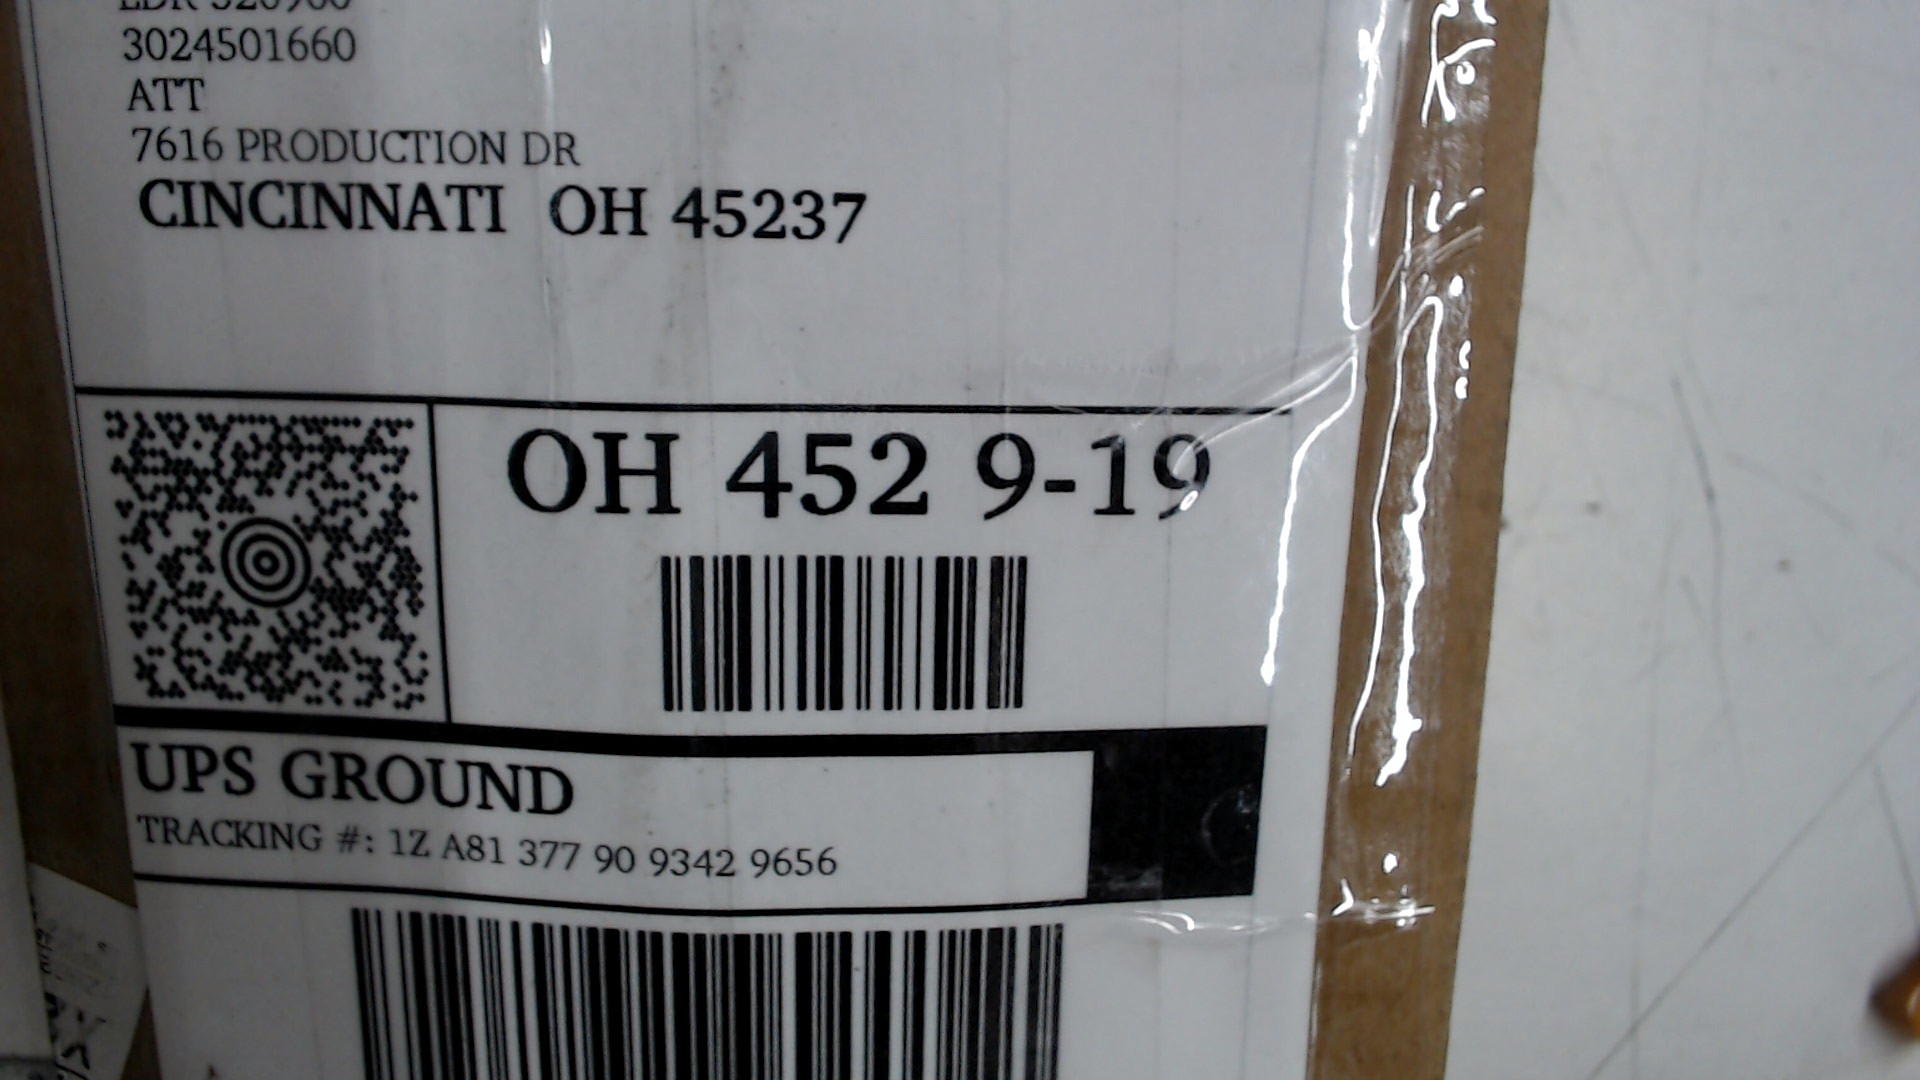 3024501660
ATT
7616 PRODUCTION DR
CINCINNATI OH 45237
OH 452 9-19
UPS GROUND
TRACKING #: 1Z A81 377 90 9342 9656